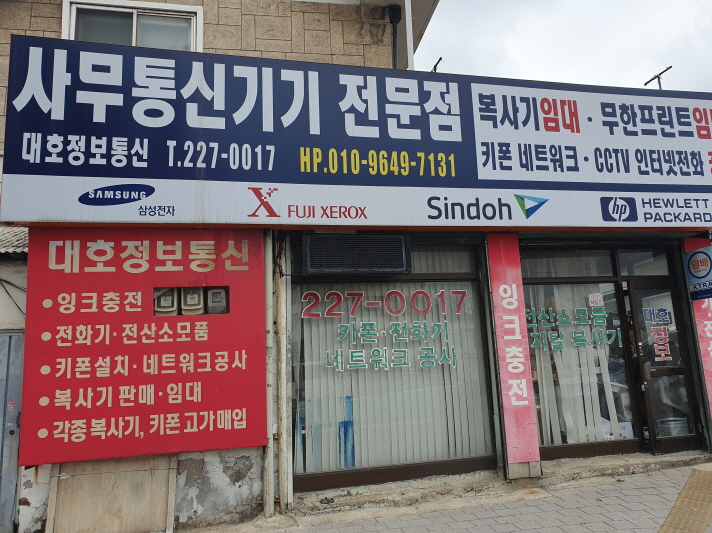 사무통신기기 전문점
대호정보통신 T.227-0017 HP.010-9649-7131
복사기임대·무한프린트임
키폰 네트워크·CCTV 인터넷전화
SAMSUNG
삼성전자
X FUJI XEROX
Sindoh
hp HEWLETT
PACKARD
대호정보통신
•잉크충전
•전화기·전산소모품
•키폰설치·네트워크공사
•복사기 판매·임대
•각종 복사기, 키폰 고가매입
227-0017
키폰·전화기
네트워크 공사
잉크충전
전산소모품
대호
정보
담배
EXTRA